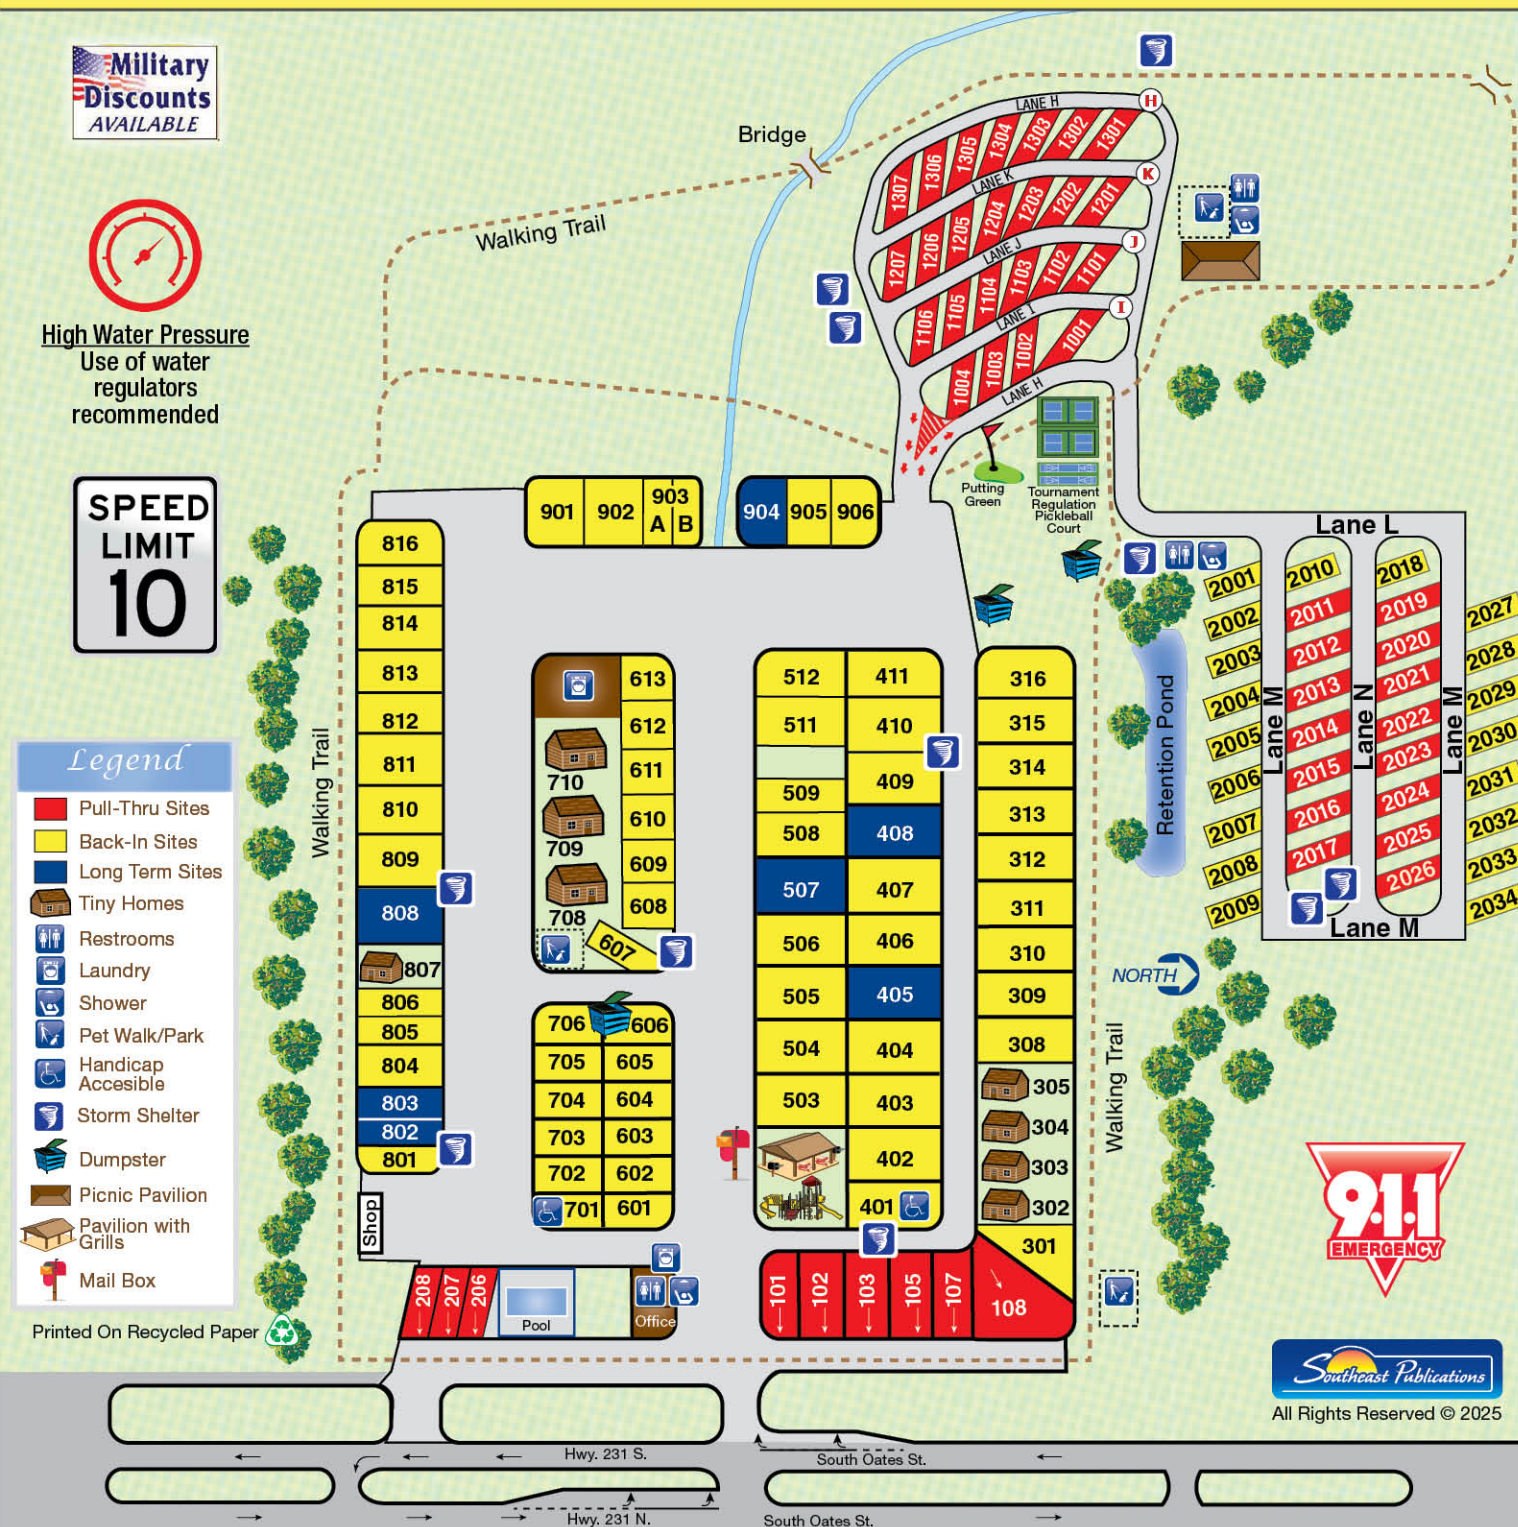 Military
Discounts
AVAILABLE
High Water Pressure
Use of water
regulators
recommended
SPEED
LIMIT
10
Legend
Pull-Thru Sites
Back-In Sites
Long Term Sites
Tiny Homes
Restrooms
Laundry
Shower
Pet Walk/Park
Handicap
Accesible
Storm Shelter
Dumpster
Picnic Pavilion
Pavilion with
Grills
Mail Box
Printed On Recycled Paper
Bridge
Walking Trail
Walking Trail
LANE H
H
1307
1306
1305
1304
1303
1302
1301
LANE K
K
1207
1206
1205
1204
1203
1202
1201
LANE J
J
1106
1105
1104
1103
1102
1101
LANE I
I
1004
1003
1002
1001
LANE H
Putting
Green
Tournament
Regulation
Pickleball
Court
901
902
903
A
B
904
905
906
816
815
814
813
812
811
810
809
808
807
806
805
804
803
802
801
Shop
613
612
611
610
609
608
607
710
709
708
706
606
705
605
704
604
703
603
702
602
701
601
512
511
509
508
507
506
505
504
503
411
410
409
408
407
406
405
404
403
402
401
316
315
314
313
312
311
310
309
308
305
304
303
302
301
208
207
206
Pool
Office
101
102
103
105
107
108
Lane L
Lane M
Lane N
Lane M
Lane M
2001
2002
2003
2004
2005
2006
2007
2008
2009
2010
2011
2012
2013
2014
2015
2016
2017
2018
2019
2020
2021
2022
2023
2024
2025
2026
2027
2028
2029
2030
2031
2032
2033
2034
Retention Pond
NORTH
Walking Trail
9·1·1
EMERGENCY
Southeast Publications
All Rights Reserved © 2025
Hwy. 231 S.
South Oates St.
Hwy. 231 N.
South Oates St.